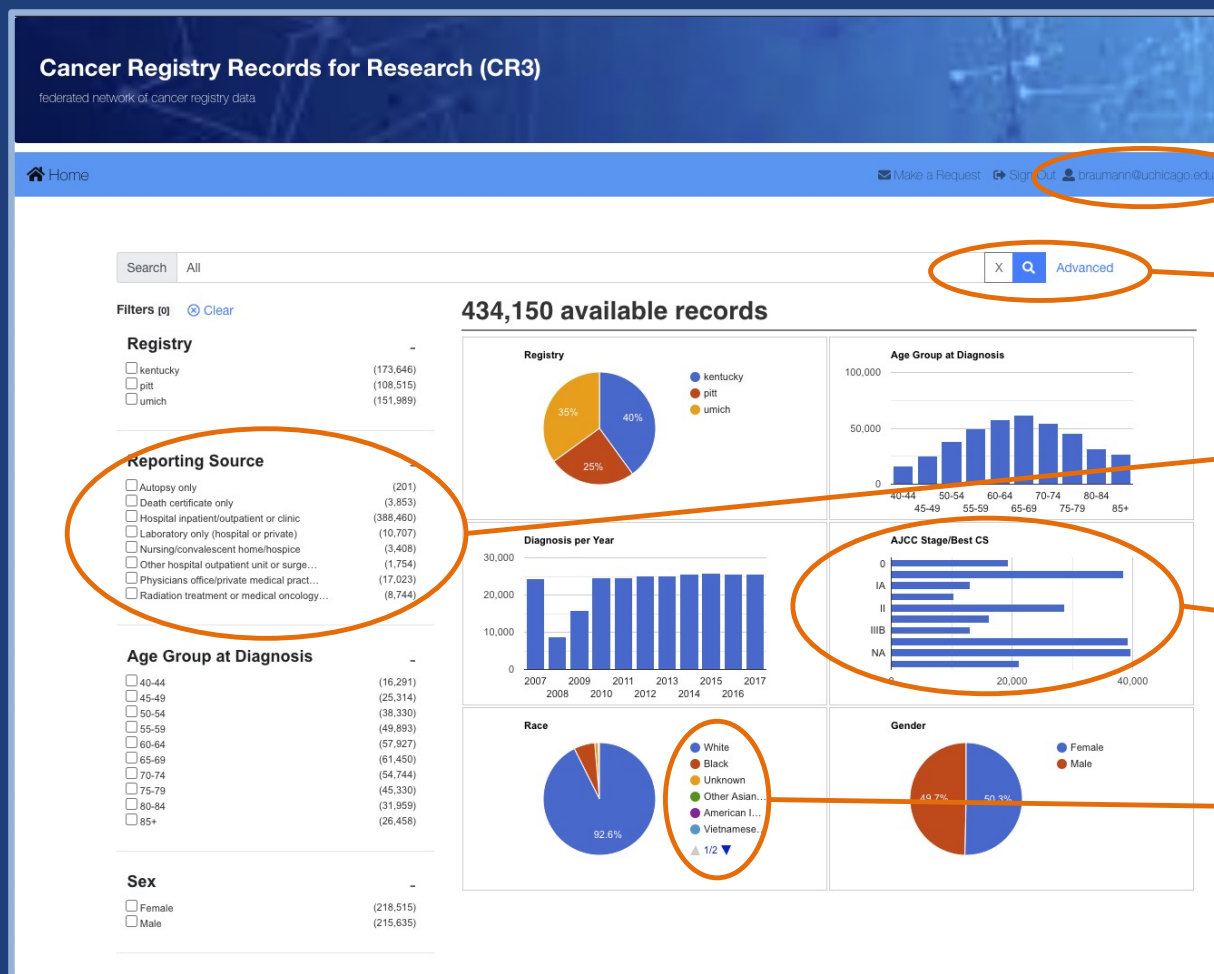 Cancer Registry Records for Research (CR3)
federated network of cancer registry data
Home
Make a Request Sign Out braumann@uchicago.edu
Search All X Advanced
Filters [0] Clear
434,150 available records
Registry -
kentucky (173,646)
pitt (108,515)
umich (151,989)
Reporting Source -
Autopsy only (201)
Death certificate only (3,853)
Hospital inpatient/outpatient or clinic (388,460)
Laboratory only (hospital or private) (10,707)
Nursing/convalescent home/hospice (3,408)
Other hospital outpatient unit or surge... (1,754)
Physicians office/private medical pract... (17,023)
Radiation treatment or medical oncology... (8,744)
Age Group at Diagnosis -
40-44 (16,291)
45-49 (25,314)
50-54 (38,330)
55-59 (49,893)
60-64 (57,927)
65-69 (61,450)
70-74 (54,744)
75-79 (45,330)
80-84 (31,959)
85+ (26,458)
Sex -
Female (218,515)
Male (215,635)
Registry
35%
40%
25%
kentucky
pitt
umich
Age Group at Diagnosis
100,000
50,000
0
40-44 50-54 60-64 70-74 80-84
45-49 55-59 65-69 75-79 85+
Diagnosis per Year
30,000
20,000
10,000
0
2007 2009 2011 2013 2015 2017
2008 2010 2012 2014 2016
AJCC Stage/Best CS
0
IA
II
IIIB
NA
0 20,000 40,000
Race
92.6%
White
Black
Unknown
Other Asian...
American I...
Vietnamese...
1/2
Gender
49.7% 50.3%
Female
Male